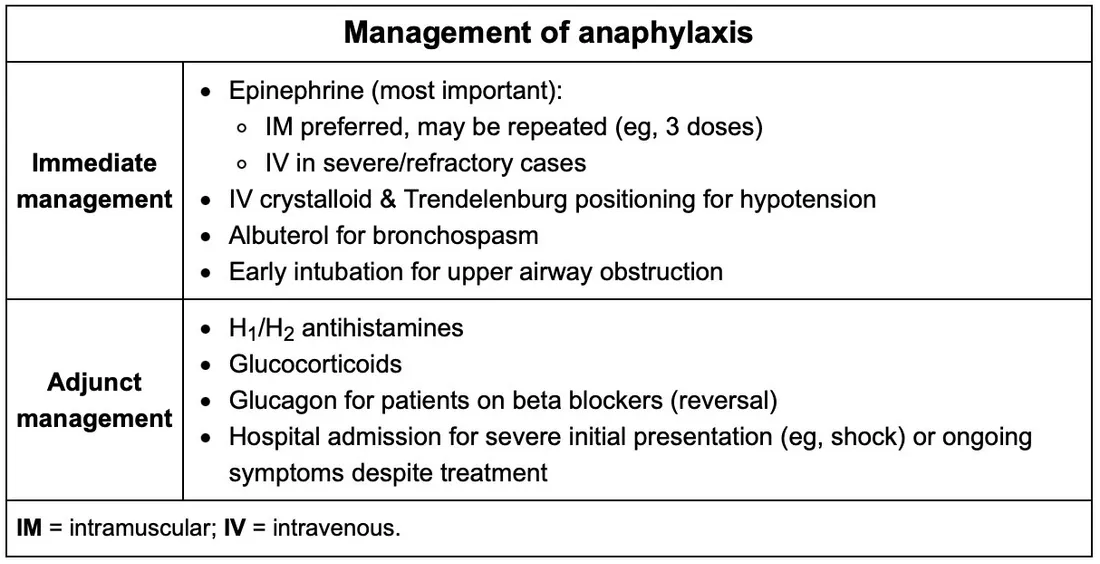 Management of anaphylaxis
Immediate
management
• Epinephrine (most important):
◦ IM preferred, may be repeated (eg, 3 doses)
◦ IV in severe/refractory cases
• IV crystalloid & Trendelenburg positioning for hypotension
• Albuterol for bronchospasm
• Early intubation for upper airway obstruction
Adjunct
management
• H₁/H₂ antihistamines
• Glucocorticoids
• Glucagon for patients on beta blockers (reversal)
• Hospital admission for severe initial presentation (eg, shock) or ongoing
symptoms despite treatment
IM = intramuscular; IV = intravenous.